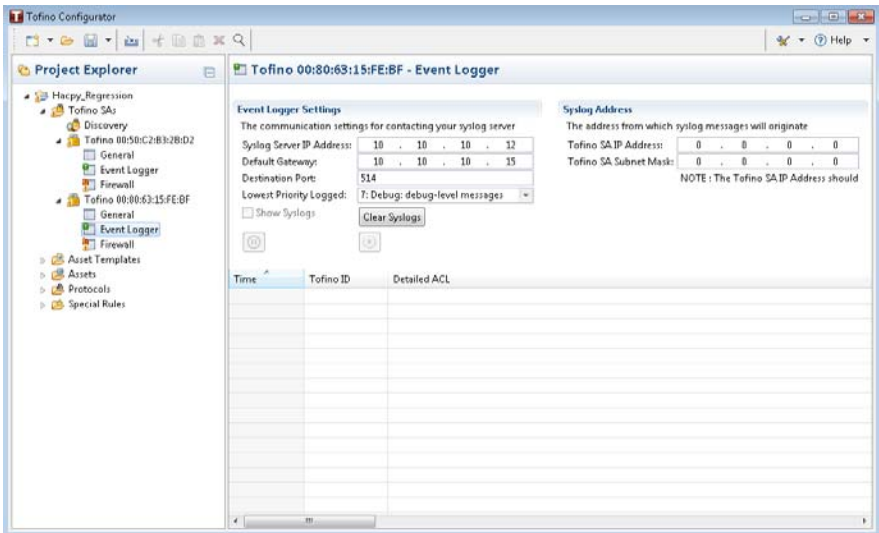 Tofino Configurator
Help
Project Explorer
Hacpy_Regression
Tofino SAs
Discovery
Tofino 00:50:C2:B3:2B:D2
General
Event Logger
Firewall
Tofino 00:80:63:15:FE:BF
General
Event Logger
Firewall
Asset Templates
Assets
Protocols
Special Rules
Tofino 00:80:63:15:FE:BF - Event Logger
Event Logger Settings
The communication settings for contacting your syslog server
Syslog Server IP Address: 10 . 10 . 10 . 12
Default Gateway: 10 . 10 . 10 . 15
Destination Port: 514
Lowest Priority Logged: 7: Debug: debug-level messages
Show Syslogs
Clear Syslogs
Syslog Address
The address from which syslog messages will originate
Tofino SA IP Address: 0 . 0 . 0 . 0
Tofino SA Subnet Mask: 0 . 0 . 0 . 0
NOTE : The Tofino SA IP Address should
Time Tofino ID Detailed ACL